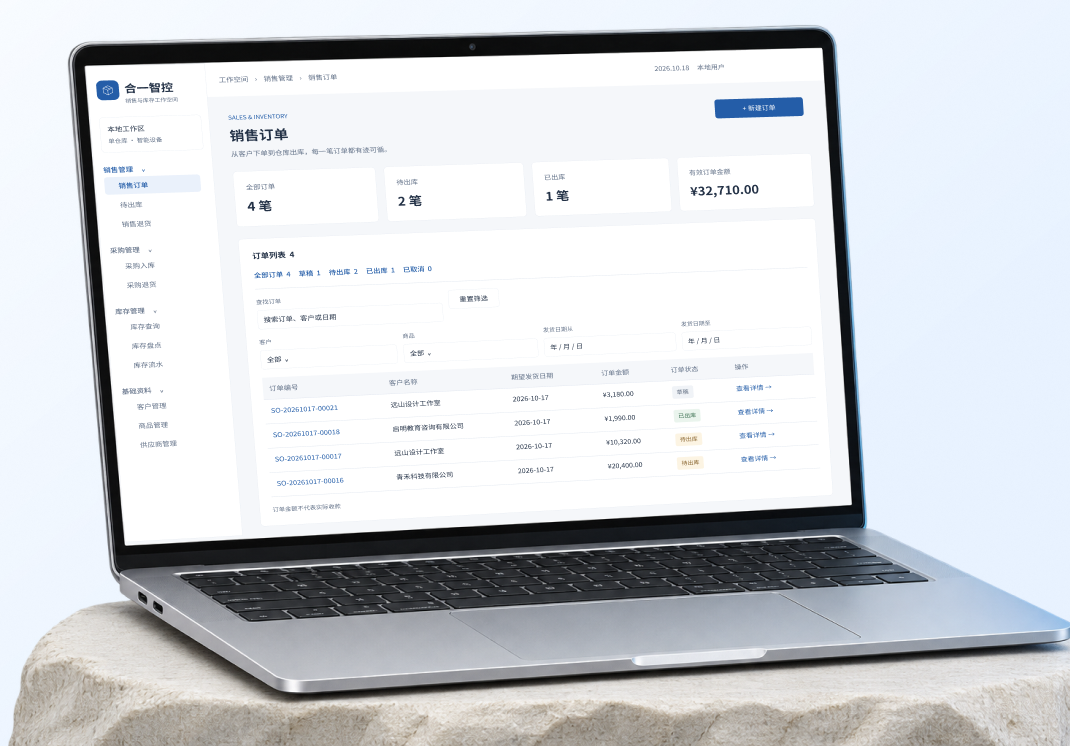 合一智控
销售与库存工作空间
本地工作区
单仓库 · 智能设备
销售管理
销售订单
待出库
销售退货
采购管理
采购入库
采购退货
库存管理
库存查询
库存盘点
库存流水
基础资料
客户管理
商品管理
供应商管理
工作空间 › 销售管理 › 销售订单
2026.10.18 本地用户
SALES & INVENTORY
销售订单
从客户下单到仓库出库，每一笔订单都有迹可循。
+ 新建订单
全部订单
4 笔
待出库
2 笔
已出库
1 笔
有效订单金额
¥32,710.00
订单列表 4
全部订单 4 草稿 1 待出库 2 已出库 1 已取消 0
查找订单
搜索订单、客户或日期
重置筛选
客户
全部
商品
全部
发货日期从
年 / 月 / 日
发货日期至
年 / 月 / 日
订单编号 客户名称 期望发货日期 订单金额 订单状态 操作
SO-20261017-00021 远山设计工作室 2026-10-17 ¥3,180.00 草稿 查看详情 →
SO-20261017-00018 启明教育咨询有限公司 2026-10-17 ¥1,990.00 已出库 查看详情 →
SO-20261017-00017 远山设计工作室 2026-10-17 ¥10,320.00 待出库 查看详情 →
SO-20261017-00016 青禾科技有限公司 2026-10-17 ¥20,400.00 待出库 查看详情 →
订单金额不代表实际收款